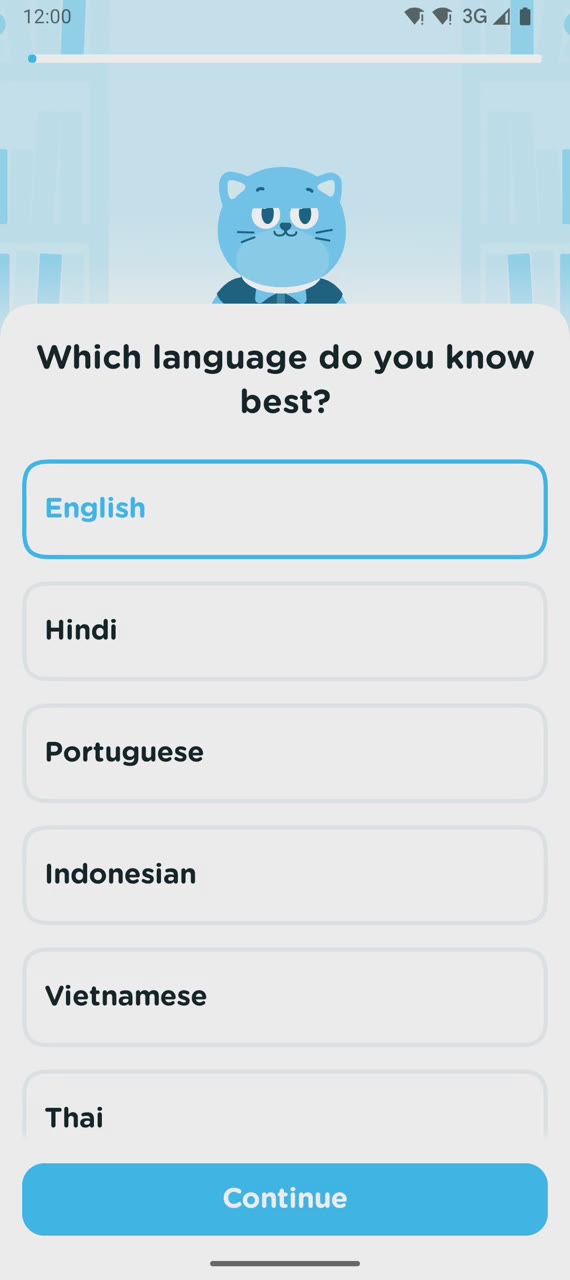 12:00
3G
Which language do you know
best?
English
Hindi
Portuguese
Indonesian
Vietnamese
Thai
Continue